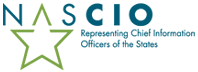 NASCIO
Representing Chief Information
Officers of the States